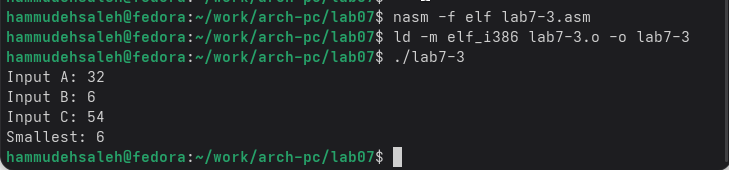 hammudehsaleh@fedora:~/work/arch-pc/lab07$ nasm -f elf lab7-3.asm
hammudehsaleh@fedora:~/work/arch-pc/lab07$ ld -m elf_i386 lab7-3.o -o lab7-3
hammudehsaleh@fedora:~/work/arch-pc/lab07$ ./lab7-3
Input A: 32
Input B: 6
Input C: 54
Smallest: 6
hammudehsaleh@fedora:~/work/arch-pc/lab07$